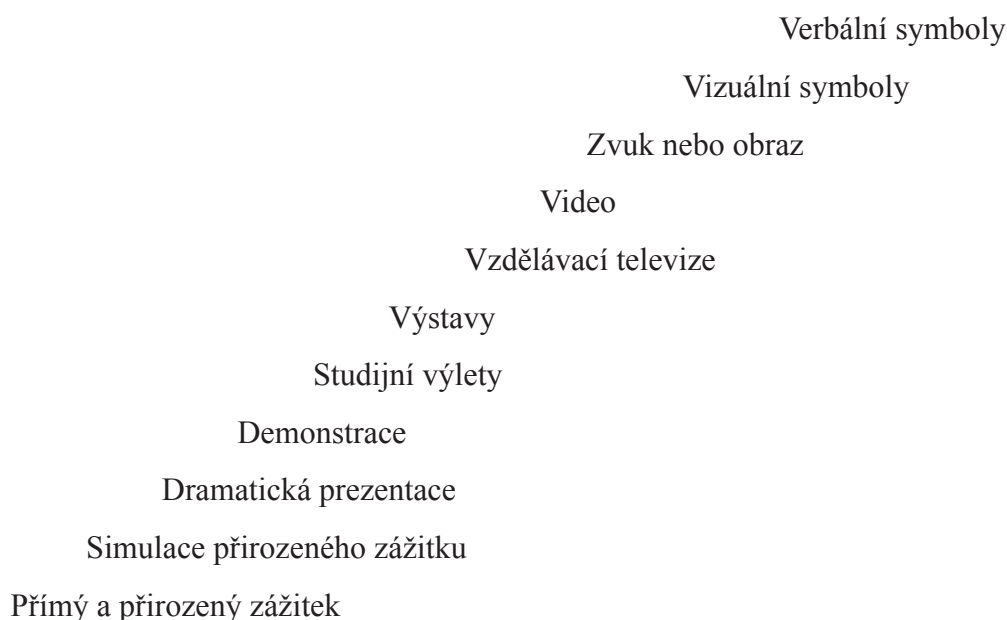 Verbální symboly
Vizuální symboly
Zvuk nebo obraz
Video
Vzdělávací televize
Výstavy
Studijní výlety
Demonstrace
Dramatická prezentace
Simulace přirozeného zážitku
Přímý a přirozený zážitek